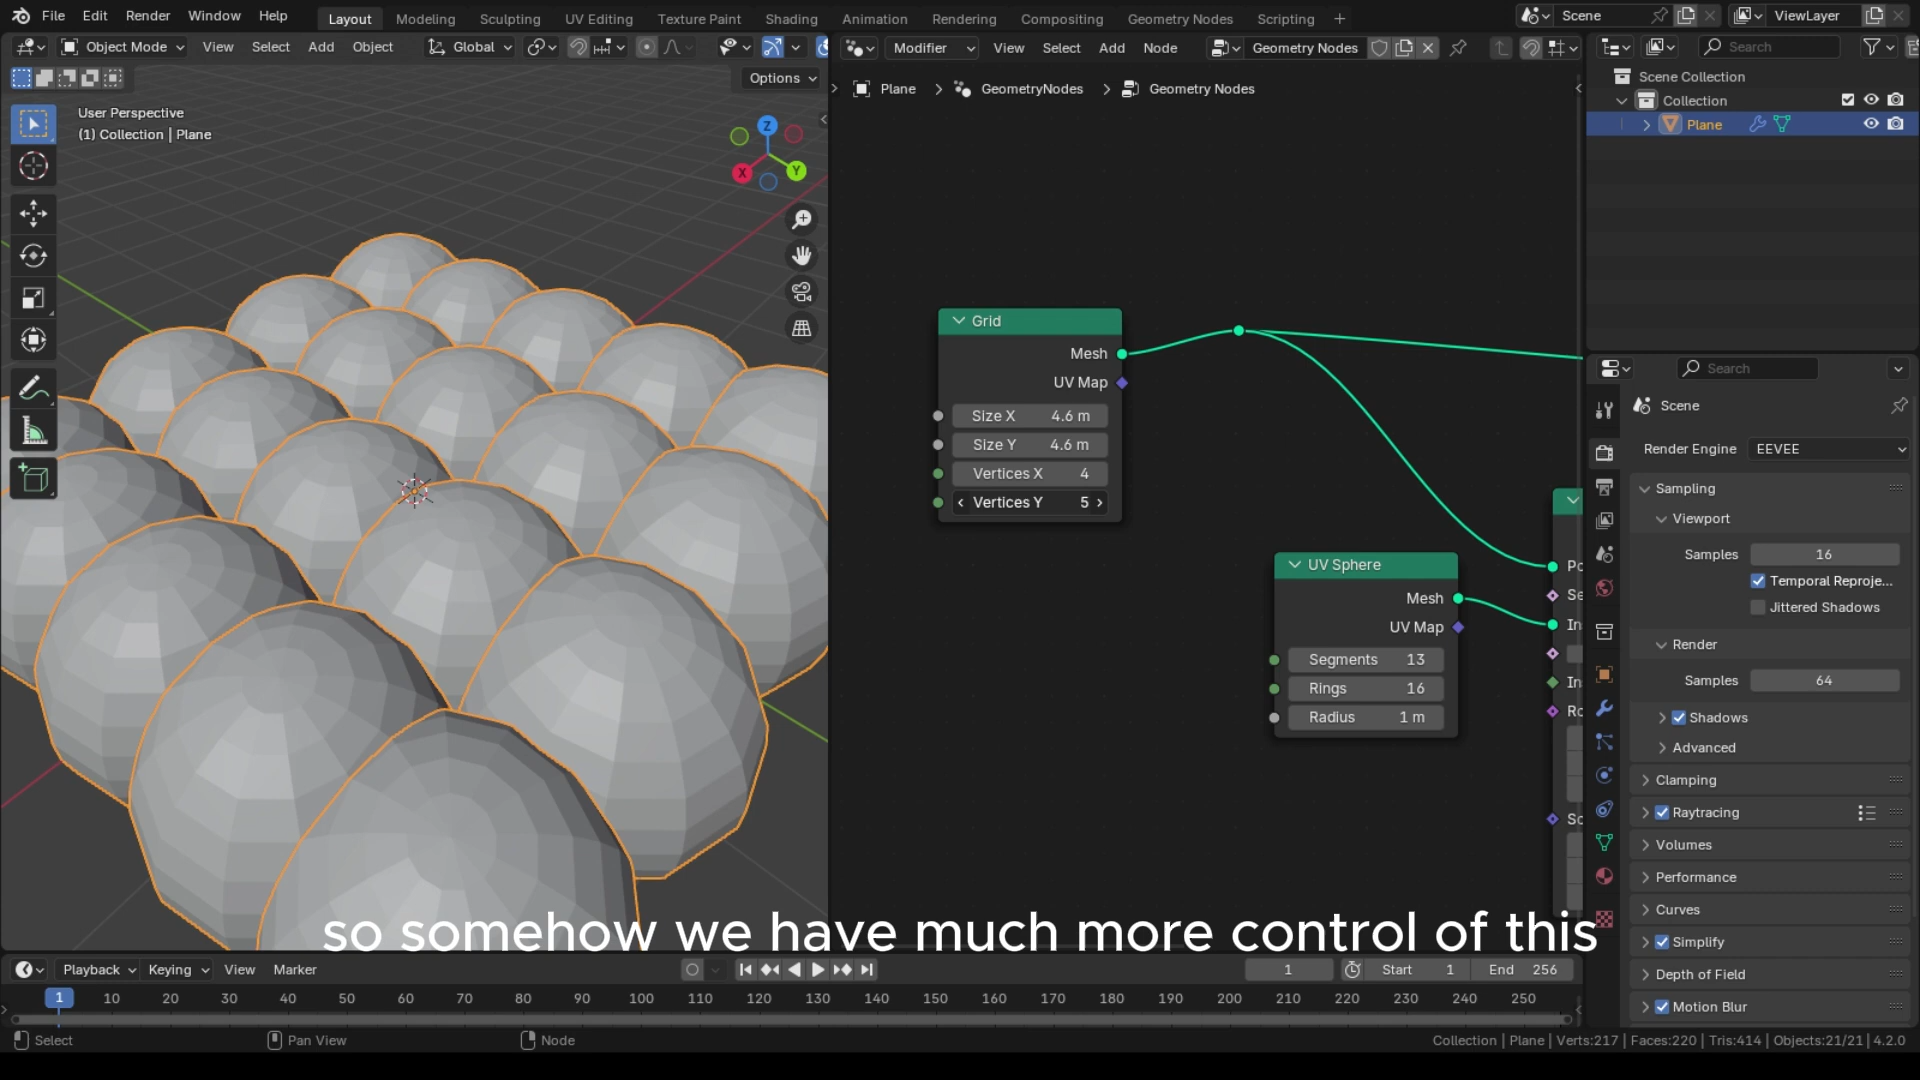 File Edit Render Window Help Layout Modeling Sculpting UV Editing Texture Paint Shading Animation Rendering Compositing Geometry Nodes Scripting + Scene ViewLayer
Object Mode View Select Add Object Global
Modifier View Select Add Node Geometry Nodes
Search
Options
Plane > GeometryNodes > Geometry Nodes
Scene Collection
Collection
Plane
User Perspective
(1) Collection | Plane
Z
Y
X
Grid
Mesh
UV Map
Size X 4.6 m
Size Y 4.6 m
Vertices X 4
Vertices Y 5
UV Sphere
Mesh
UV Map
Segments 13
Rings 16
Radius 1 m
Se
In
In
Search
Scene
Render Engine EEVEE
Sampling
Viewport
Samples 16
Temporal Reproje...
Jittered Shadows
Render
Samples 64
Shadows
Advanced
Clamping
Raytracing
Volumes
Performance
Curves
Simplify
Depth of Field
Motion Blur
so somehow we have much more control of this
Playback Keying View Marker 1 Start 1 End 256
1 10 20 30 40 50 60 70 80 90 100 110 120 130 140 150 160 170 180 190 200 210 220 230 240 250
Select Pan View Node Collection | Plane | Verts:217 | Faces:220 | Tris:414 | Objects:21/21 | 4.2.0